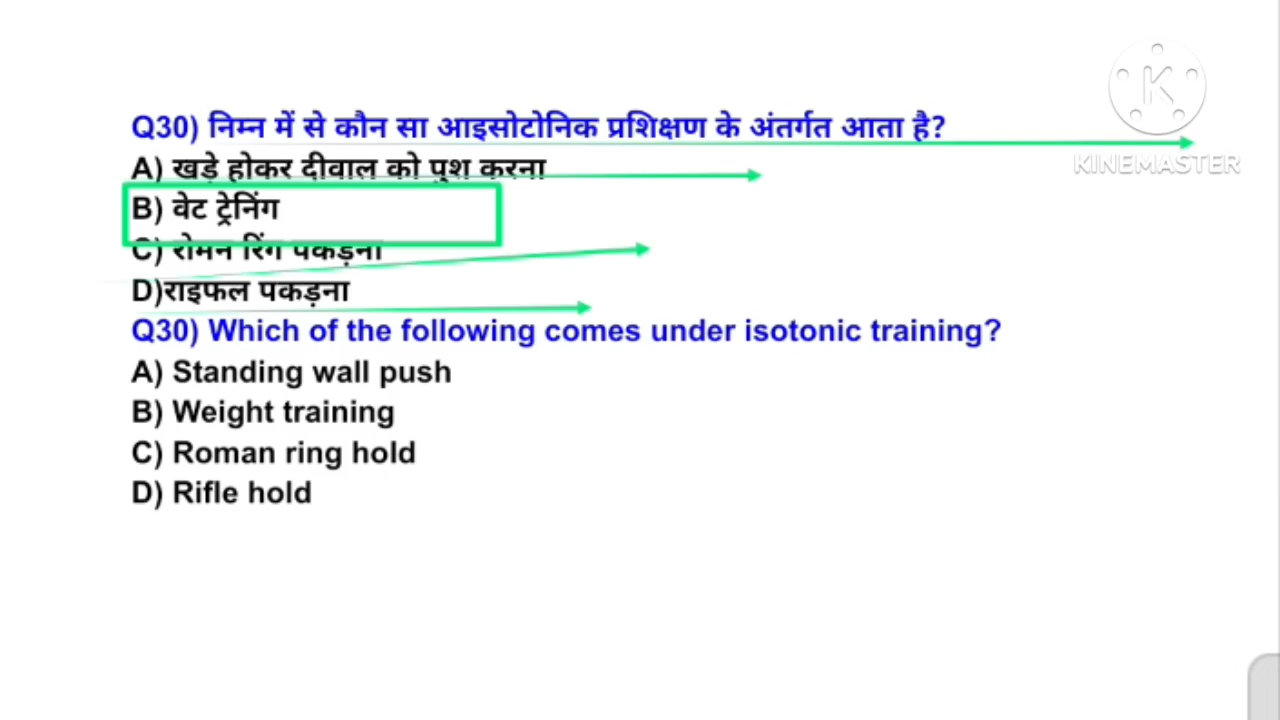 Q30) निम्न में से कौन सा आइसोटोनिक प्रशिक्षण के अंतर्गत आता है?
A) खड़े होकर दीवाल को पुश करना
B) वेट ट्रेनिंग
C) रोमन रिंग पकड़ना
D)राइफल पकड़ना
Q30) Which of the following comes under isotonic training?
A) Standing wall push
B) Weight training
C) Roman ring hold
D) Rifle hold
K
KINEMASTER